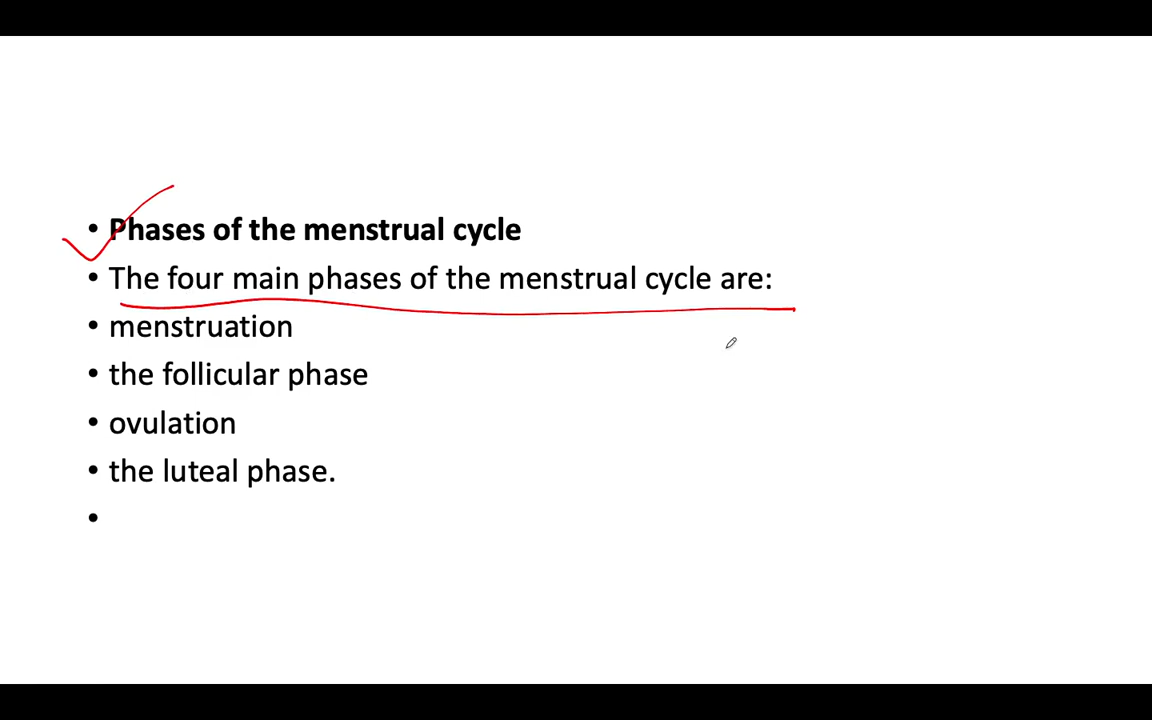 • Phases of the menstrual cycle
• The four main phases of the menstrual cycle are:
• menstruation
• the follicular phase
• ovulation
• the luteal phase.
•